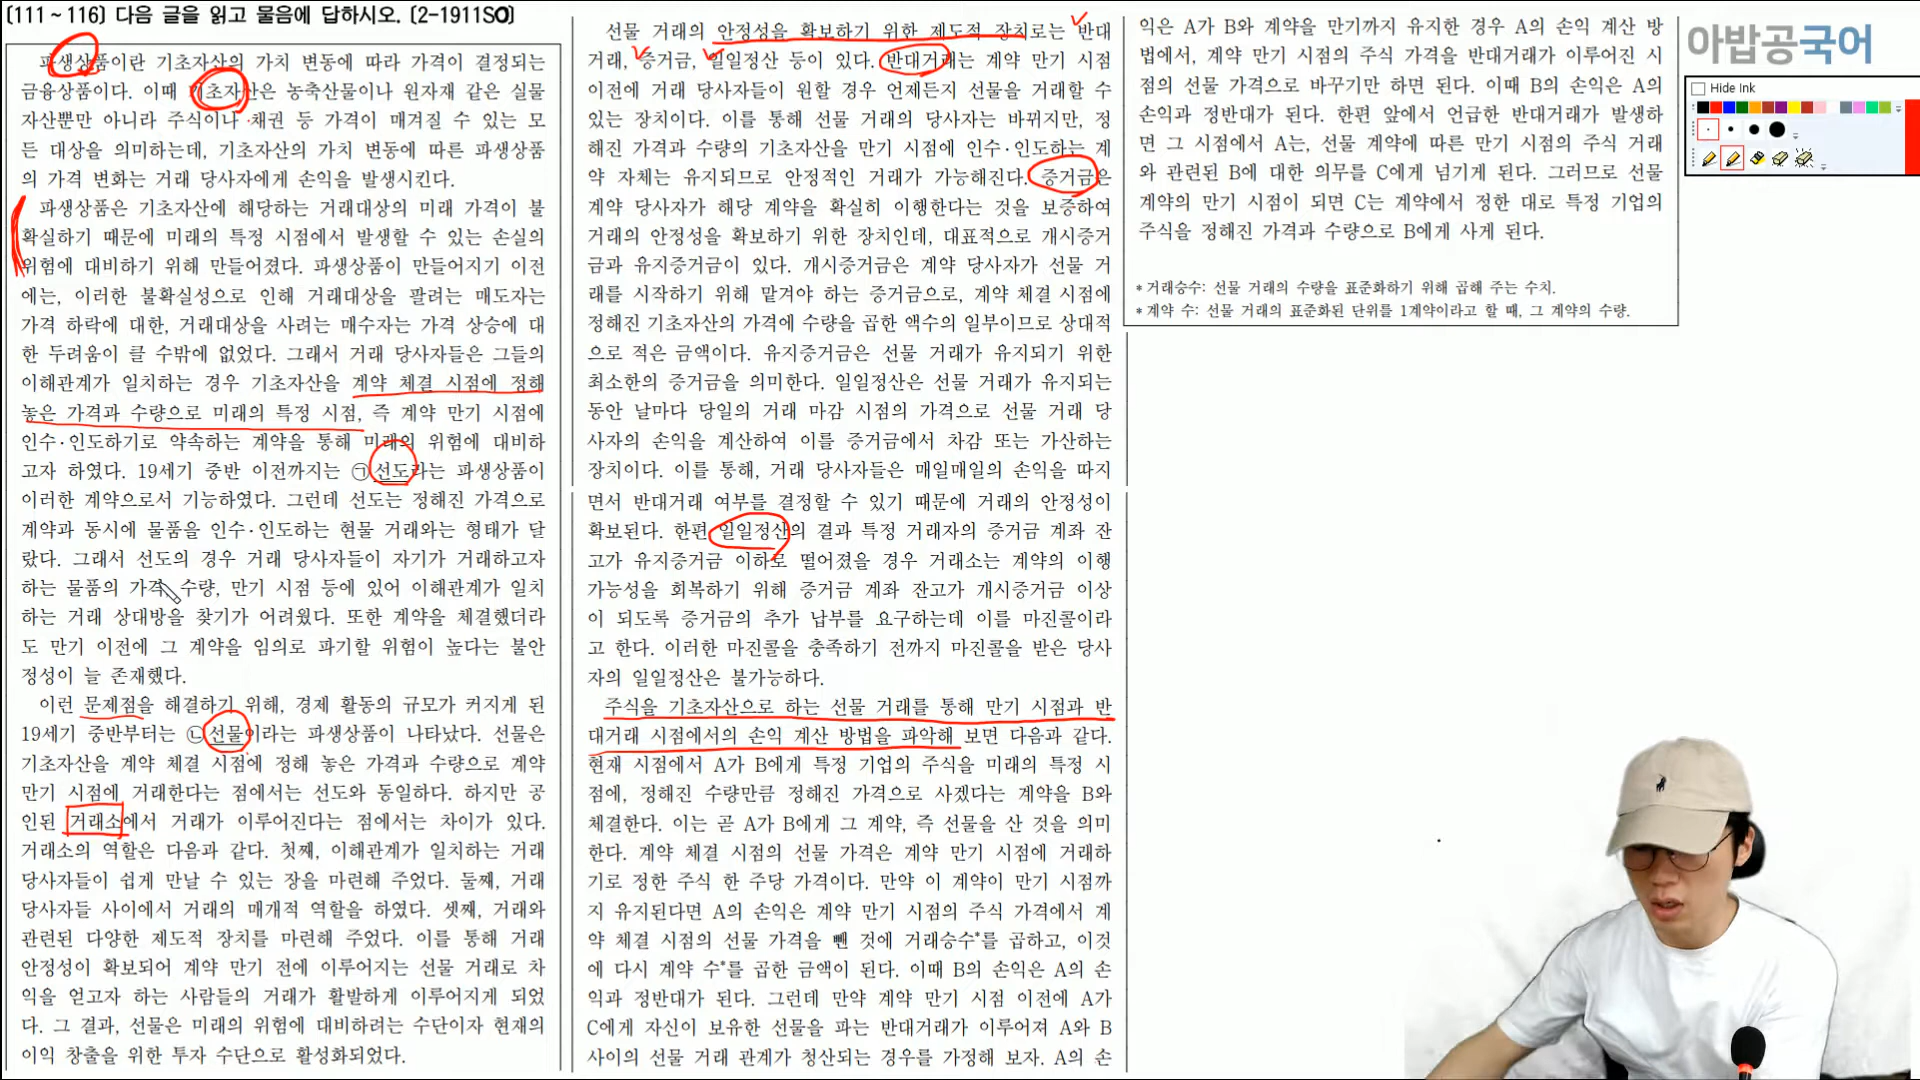 [111 ~ 116] 다음 글을 읽고 물음에 답하시오. [2-1911SO]
파생상품이란 기초자산의 가치 변동에 따라 가격이 결정되는
금융상품이다. 이때 기초자산은 농축산물이나 원자재 같은 실물
자산뿐만 아니라 주식이나 채권 등 가격이 매겨질 수 있는 모
든 대상을 의미하는데, 기초자산의 가치 변동에 따른 파생상품
의 가격 변화는 거래 당사자에게 손익을 발생시킨다.
파생상품은 기초자산에 해당하는 거래대상의 미래 가격이 불
확실하기 때문에 미래의 특정 시점에서 발생할 수 있는 손실의
위험에 대비하기 위해 만들어졌다. 파생상품이 만들어지기 이전
에는, 이러한 불확실성으로 인해 거래대상을 팔려는 매도자는
가격 하락에 대한, 거래대상을 사려는 매수자는 가격 상승에 대
한 두려움이 클 수밖에 없었다. 그래서 거래 당사자들은 그들의
이해관계가 일치하는 경우 기초자산을 계약 체결 시점에 정해
놓은 가격과 수량으로 미래의 특정 시점, 즉 계약 만기 시점에
인수·인도하기로 약속하는 계약을 통해 미래의 위험에 대비하
고자 하였다. 19세기 중반 이전까지는 ㉠선도라는 파생상품이
이러한 계약으로서 기능하였다. 그런데 선도는 정해진 가격으로
계약과 동시에 물품을 인수·인도하는 현물 거래와는 형태가 달
랐다. 그래서 선도의 경우 거래 당사자들이 자기가 거래하고자
하는 물품의 가격, 수량, 만기 시점 등에 있어 이해관계가 일치
하는 거래 상대방을 찾기가 어려웠다. 또한 계약을 체결했더라
도 만기 이전에 그 계약을 임의로 파기할 위험이 높다는 불안
정성이 늘 존재했다.
이런 문제점을 해결하기 위해, 경제 활동의 규모가 커지게 된
19세기 중반부터는 ㉡선물이라는 파생상품이 나타났다. 선물은
기초자산을 계약 체결 시점에 정해 놓은 가격과 수량으로 계약
만기 시점에 거래한다는 점에서는 선도와 동일하다. 하지만 공
인된 거래소에서 거래가 이루어진다는 점에서는 차이가 있다.
거래소의 역할은 다음과 같다. 첫째, 이해관계가 일치하는 거래
당사자들이 쉽게 만날 수 있는 장을 마련해 주었다. 둘째, 거래
당사자들 사이에서 거래의 매개적 역할을 하였다. 셋째, 거래와
관련된 다양한 제도적 장치를 마련해 주었다. 이를 통해 거래
안정성이 확보되어 계약 만기 전에 이루어지는 선물 거래로 차
익을 얻고자 하는 사람들의 거래가 활발하게 이루어지게 되었
다. 그 결과, 선물은 미래의 위험에 대비하려는 수단이자 현재의
이익 창출을 위한 투자 수단으로 활성화되었다.
선물 거래의 안정성을 확보하기 위한 제도적 장치로는 반대
거래, 증거금, 일일정산 등이 있다. 반대거래는 계약 만기 시점
이전에 거래 당사자들이 원할 경우 언제든지 선물을 거래할 수
있는 장치이다. 이를 통해 선물 거래의 당사자는 바뀌지만, 정
해진 가격과 수량의 기초자산을 만기 시점에 인수·인도하는 계
약 자체는 유지되므로 안정적인 거래가 가능해진다. 증거금은
계약 당사자가 해당 계약을 확실히 이행한다는 것을 보증하여
거래의 안정성을 확보하기 위한 장치인데, 대표적으로 개시증거
금과 유지증거금이 있다. 개시증거금은 계약 당사자가 선물 거
래를 시작하기 위해 맡겨야 하는 증거금으로, 계약 체결 시점에
정해진 기초자산의 가격에 수량을 곱한 액수의 일부이므로 상대적
으로 적은 금액이다. 유지증거금은 선물 거래가 유지되기 위한
최소한의 증거금을 의미한다. 일일정산은 선물 거래가 유지되는
동안 날마다 당일의 거래 마감 시점의 가격으로 선물 거래 당
사자의 손익을 계산하여 이를 증거금에서 차감 또는 가산하는
장치이다. 이를 통해, 거래 당사자들은 매일매일의 손익을 따지
면서 반대거래 여부를 결정할 수 있기 때문에 거래의 안정성이
확보된다. 한편 일일정산의 결과 특정 거래자의 증거금 계좌 잔
고가 유지증거금 이하로 떨어졌을 경우 거래소는 계약의 이행
가능성을 회복하기 위해 증거금 계좌 잔고가 개시증거금 이상
이 되도록 증거금의 추가 납부를 요구하는데 이를 마진콜이라
고 한다. 이러한 마진콜을 충족하기 전까지 마진콜을 받은 당사
자의 일일정산은 불가능하다.
주식을 기초자산으로 하는 선물 거래를 통해 만기 시점과 반
대거래 시점에서의 손익 계산 방법을 파악해 보면 다음과 같다.
현재 시점에서 A가 B에게 특정 기업의 주식을 미래의 특정 시
점에, 정해진 수량만큼 정해진 가격으로 사겠다는 계약을 B와
체결한다. 이는 곧 A가 B에게 그 계약, 즉 선물을 산 것을 의미
한다. 계약 체결 시점의 선물 가격은 계약 만기 시점에 거래하
기로 정한 주식 한 주당 가격이다. 만약 이 계약이 만기 시점까
지 유지된다면 A의 손익은 계약 만기 시점의 주식 가격에서 계
약 체결 시점의 선물 가격을 뺀 것에 거래승수*를 곱하고, 이것
에 다시 계약 수*를 곱한 금액이 된다. 이때 B의 손익은 A의 손
익과 정반대가 된다. 그런데 만약 계약 만기 시점 이전에 A가
C에게 자신이 보유한 선물을 파는 반대거래가 이루어져 A와 B
사이의 선물 거래 관계가 청산되는 경우를 가정해 보자. A의 손
익은 A가 B와 계약을 만기까지 유지한 경우 A의 손익 계산 방
법에서, 계약 만기 시점의 주식 가격을 반대거래가 이루어진 시
점의 선물 가격으로 바꾸기만 하면 된다. 이때 B의 손익은 A의
손익과 정반대가 된다. 한편 앞에서 언급한 반대거래가 발생하
면 그 시점에서 A는, 선물 계약에 따른 만기 시점의 주식 거래
와 관련된 B에 대한 의무를 C에게 넘기게 된다. 그러므로 선물
계약의 만기 시점이 되면 C는 계약에서 정한 대로 특정 기업의
주식을 정해진 가격과 수량으로 B에게 사게 된다.
* 거래승수: 선물 거래의 수량을 표준화하기 위해 곱해 주는 수치.
* 계약 수: 선물 거래의 표준화된 단위를 1계약이라고 할 때, 그 계약의 수량.
아밥공국어
Hide Ink